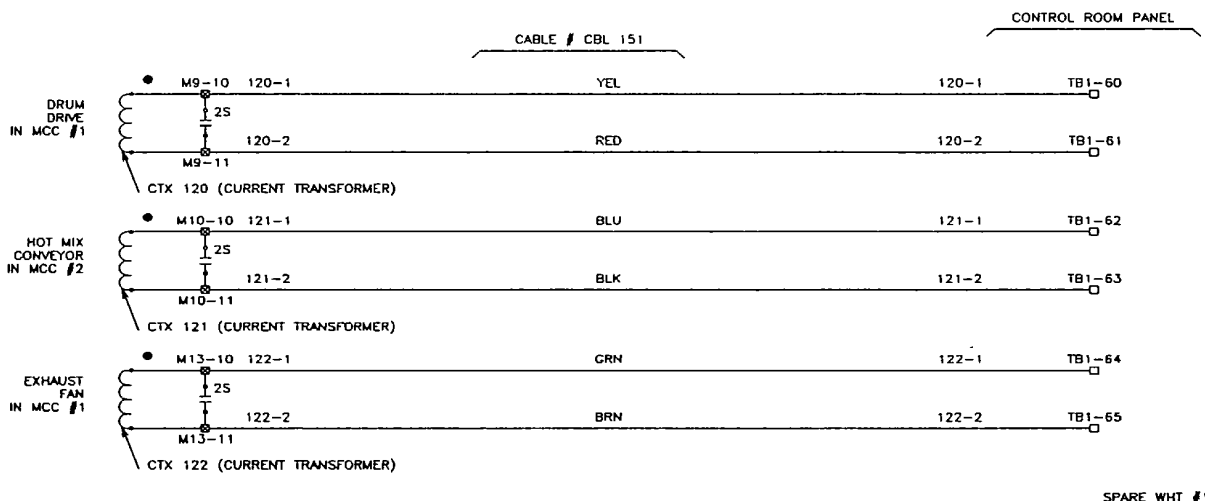 CONTROL ROOM PANEL
CABLE # CBL 151
M9-10 120-1 YEL 120-1 TB1-60
DRUM
DRIVE
IN MCC #1
2S
120-2 RED 120-2 TB1-61
M9-11
CTX 120 (CURRENT TRANSFORMER)
M10-10 121-1 BLU 121-1 TB1-62
HOT MIX
CONVEYOR
IN MCC #2
2S
121-2 BLK 121-2 TB1-63
M10-11
CTX 121 (CURRENT TRANSFORMER)
M13-10 122-1 GRN 122-1 TB1-64
EXHAUST
FAN
IN MCC #1
2S
122-2 BRN 122-2 TB1-65
M13-11
CTX 122 (CURRENT TRANSFORMER)
SPARE WHT